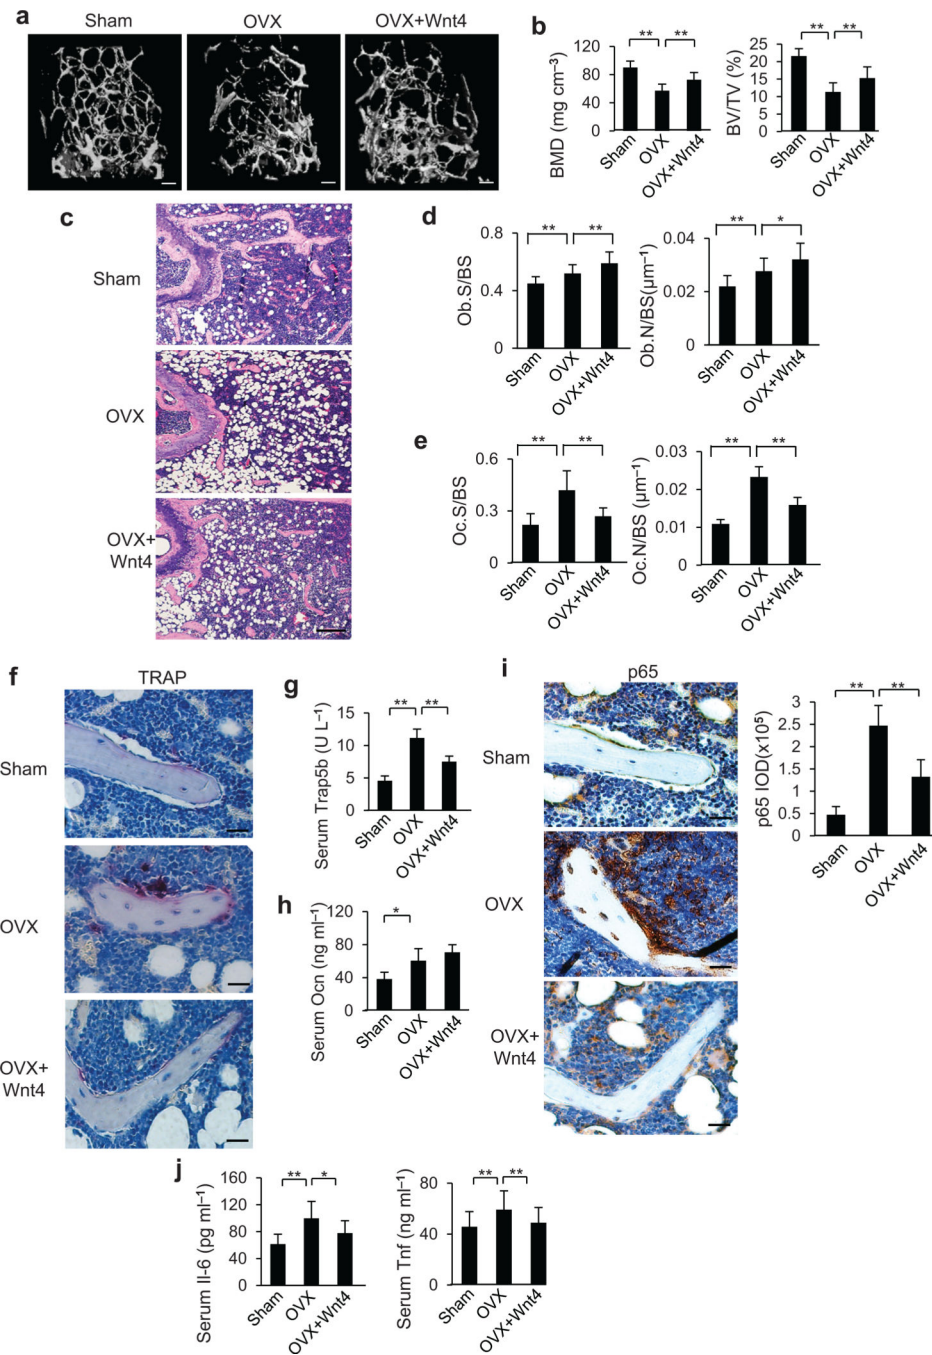 a
Sham
OVX
OVX+Wnt4
b
BMD (mg cm⁻³)
120
80
40
0
**
**
Sham
OVX
OVX+Wnt4
BV/TV (%)
25
20
15
10
5
0
**
**
Sham
OVX
OVX+Wnt4
c
Sham
OVX
OVX+
Wnt4
d
Ob.S/BS
0.8
0.4
0
**
**
Sham
OVX
OVX+Wnt4
Ob.N/BS(μm⁻¹)
0.04
0.02
0
**
*
Sham
OVX
OVX+Wnt4
e
Oc.S/BS
0.6
0.3
0
**
**
Sham
OVX
OVX+Wnt4
Oc.N/BS (μm⁻¹)
0.03
0.02
0.01
0
**
**
Sham
OVX
OVX+Wnt4
f
TRAP
Sham
OVX
OVX+
Wnt4
g
Serum Trap5b (U L⁻¹)
15
10
5
0
**
**
Sham
OVX
OVX+Wnt4
h
Serum Ocn (ng ml⁻¹)
120
80
40
0
*
Sham
OVX
OVX+Wnt4
i
p65
Sham
OVX
OVX+
Wnt4
p65 IOD(x10⁵)
3
2.5
2
1.5
1
0.5
0
**
**
Sham
OVX
OVX+Wnt4
j
Serum Il-6 (pg ml⁻¹)
160
120
80
40
0
**
*
Sham
OVX
OVX+Wnt4
Serum Tnf (ng ml⁻¹)
80
40
0
**
**
Sham
OVX
OVX+Wnt4